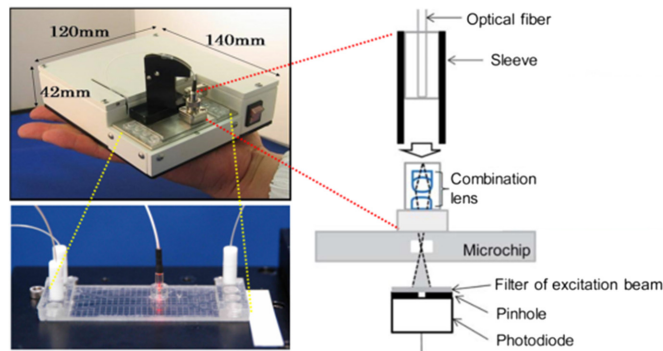 120mm
140mm
42mm
Optical fiber
Sleeve
Combination
lens
Microchip
Filter of excitation beam
Pinhole
Photodiode